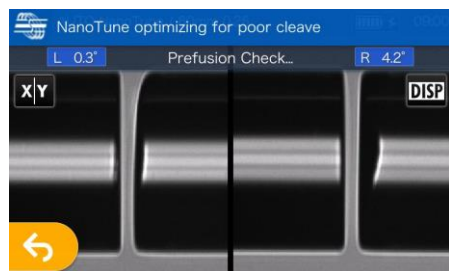 NanoTune optimizing for poor cleave
L 0.3° Prefusion Check... R 4.2°
X|Y DISP